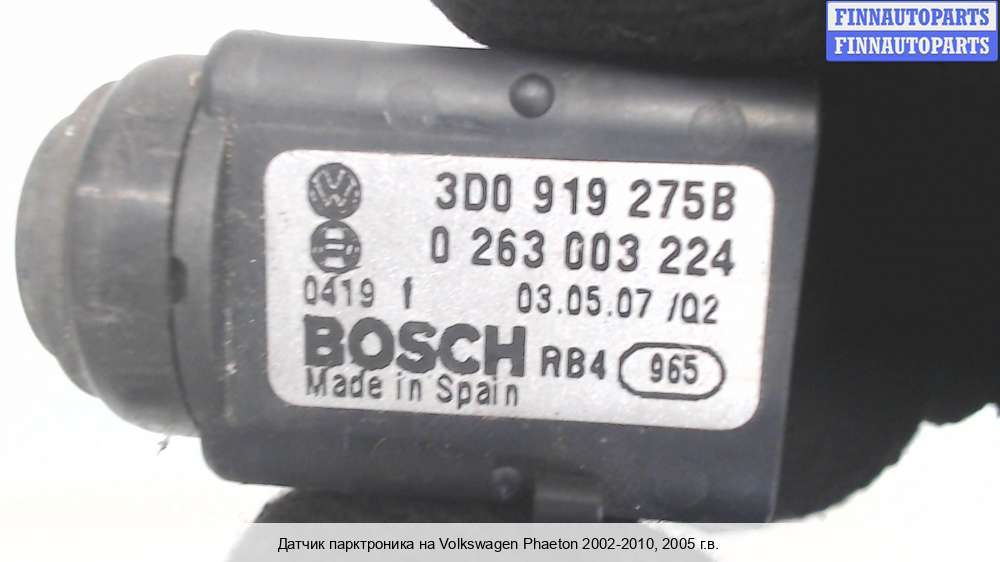 FINNAUTOPARTS
FINNAUTOPARTS
3D0 919 275B
0 263 003 224
0419 f 03.05.07 /Q2
BOSCH RB4 965
Made in Spain
Датчик парктроника на Volkswagen Phaeton 2002-2010, 2005 г.в.